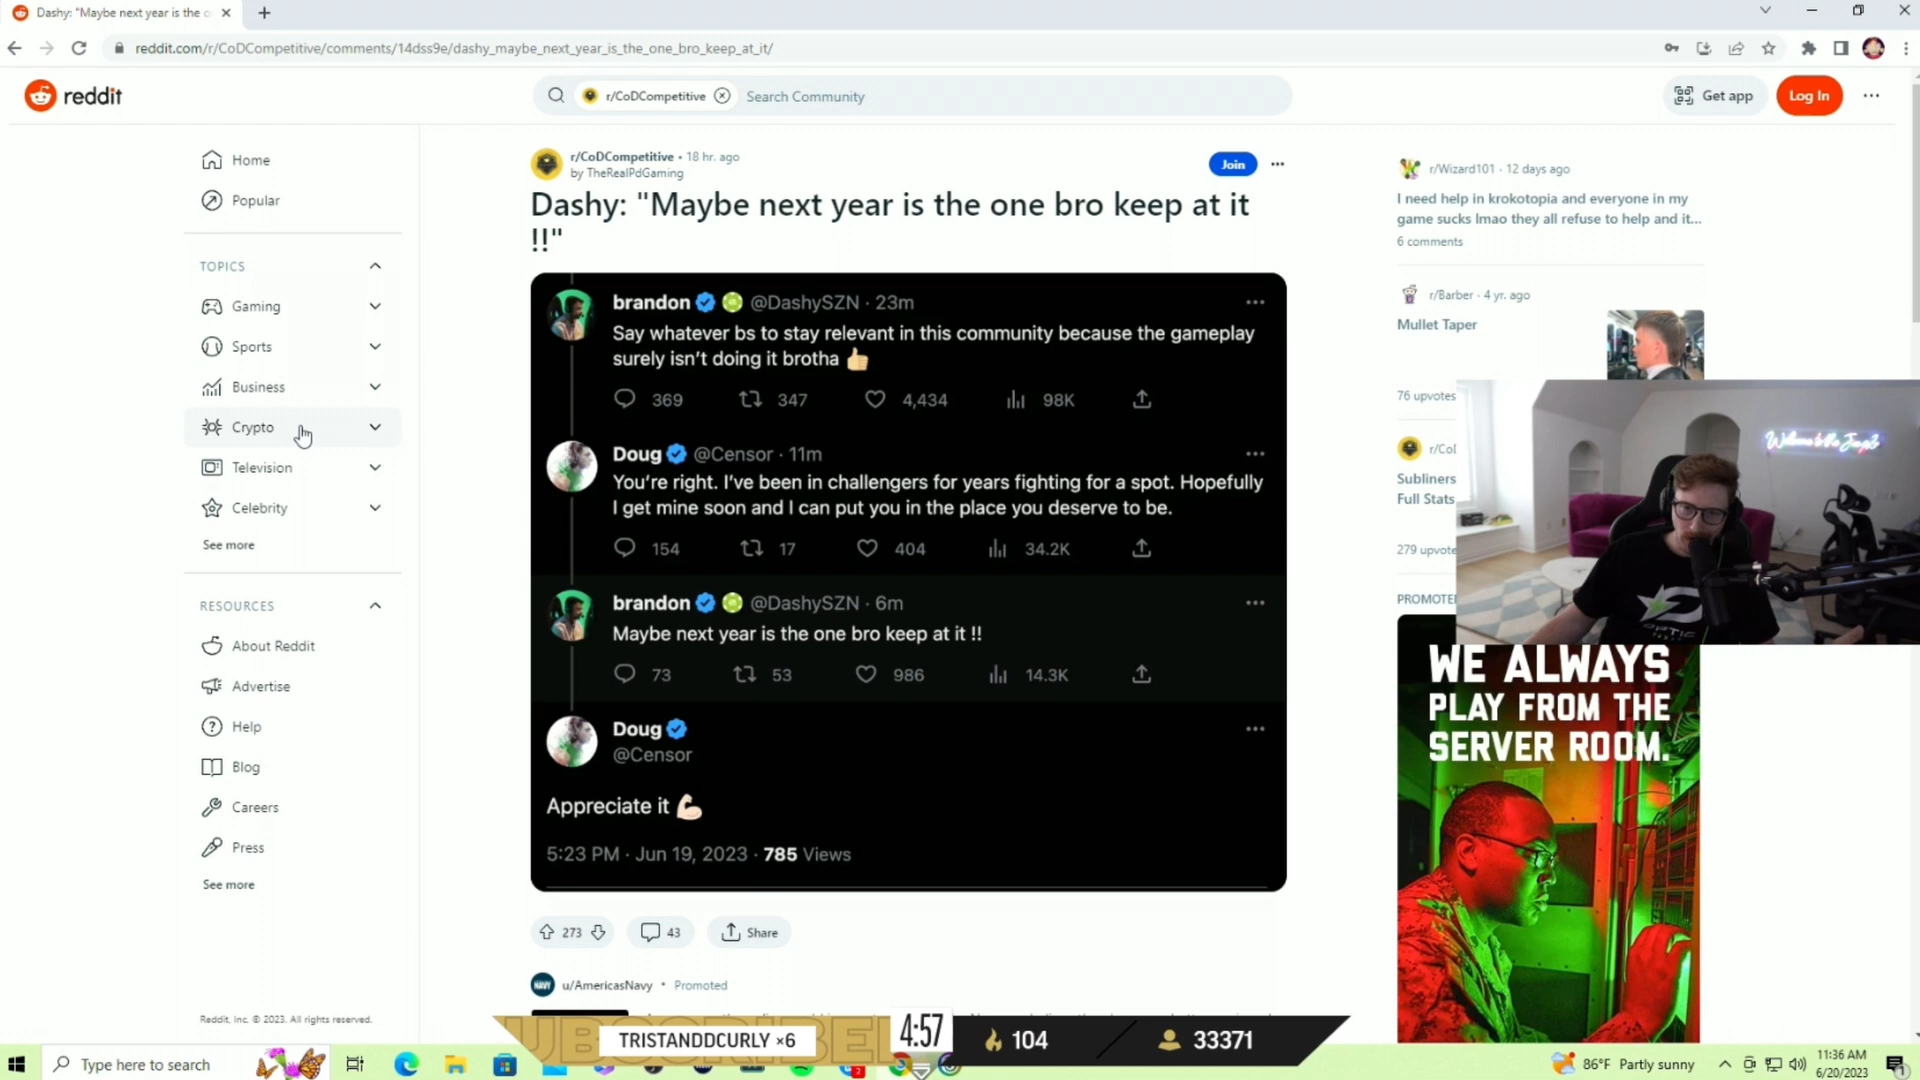 Dashy: "Maybe next year is the o
reddit.com/r/CoDCompetitive/comments/14dss9e/dashy_maybe_next_year_is_the_one_bro_keep_at_it/
reddit
r/CoDCompetitive
Search Community
Get app
Log In
Home
Popular
TOPICS
Gaming
Sports
Business
Crypto
Television
Celebrity
See more
RESOURCES
About Reddit
Advertise
Help
Blog
Careers
Press
See more
Reddit, Inc. © 2023. All rights reserved.
r/CoDCompetitive • 18 hr. ago
by TheRealPdGaming
Join
Dashy: "Maybe next year is the one bro keep at it
!!"
brandon @DashySZN · 23m
Say whatever bs to stay relevant in this community because the gameplay
surely isn't doing it brotha 👍
369 347 4,434 98K
Doug @Censor · 11m
You're right. I've been in challengers for years fighting for a spot. Hopefully
I get mine soon and I can put you in the place you deserve to be.
154 17 404 34.2K
brandon @DashySZN · 6m
Maybe next year is the one bro keep at it !!
73 53 986 14.3K
Doug
@Censor
Appreciate it 💪
5:23 PM · Jun 19, 2023 · 785 Views
273
43
Share
NAVY
u/AmericasNavy • Promoted
r/Wizard101 · 12 days ago
I need help in krokotopia and everyone in my
game sucks lmao they all refuse to help and it...
6 comments
r/Barber · 4 yr. ago
Mullet Taper
76 upvotes
r/Col
Subliners
Full Stats
279 upvote
PROMOTE
WE ALWAYS
PLAY FROM THE
SERVER ROOM.
Welcome to the Jungle
OPTIC
TRISTANDDCURLY ×6
4:57
104
33371
Type here to search
2
86°F Partly sunny
11:36 AM
6/20/2023
1